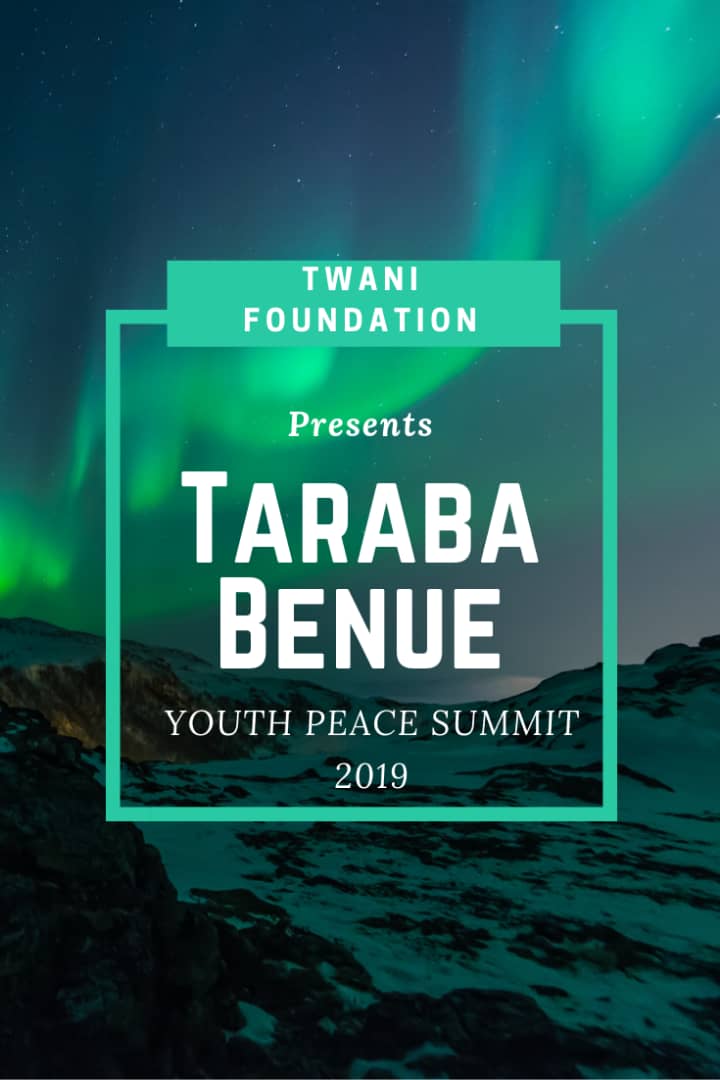 TWANI
FOUNDATION
Presents
TARABA
BENUE
YOUTH PEACE SUMMIT
2019